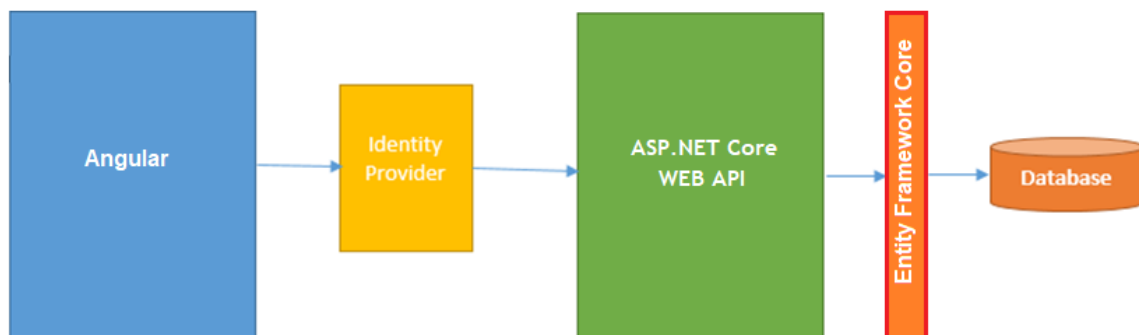 Angular
Identity
Provider
ASP.NET Core
WEB API
Entity Framework Core
Database